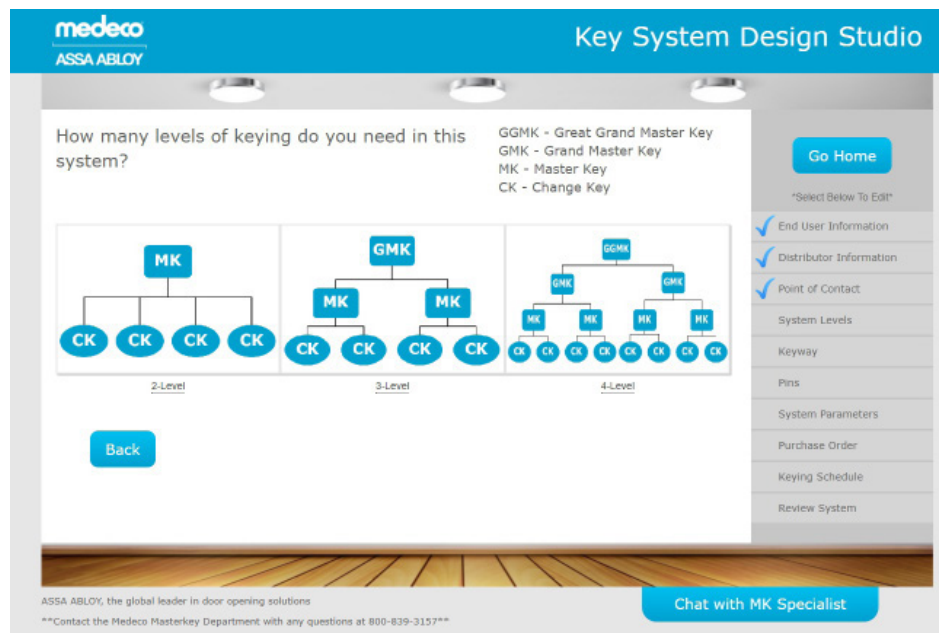 medeco
ASSA ABLOY
Key System Design Studio
How many levels of keying do you need in this
system?
GGMK - Great Grand Master Key
GMK - Grand Master Key
MK - Master Key
CK - Change Key
MK
CK CK CK CK
2-Level
GMK
MK MK
CK CK CK CK
3-Level
GGMK
GMK GMK
MK MK MK MK
CK CK CK CK CK CK CK CK
4-Level
Back
Go Home
*Select Below To Edit*
End User Information
Distributor Information
Point of Contact
System Levels
Keyway
Pins
System Parameters
Purchase Order
Keying Schedule
Review System
ASSA ABLOY, the global leader in door opening solutions
**Contact the Medeco Masterkey Department with any questions at 800-839-3157**
Chat with MK Specialist